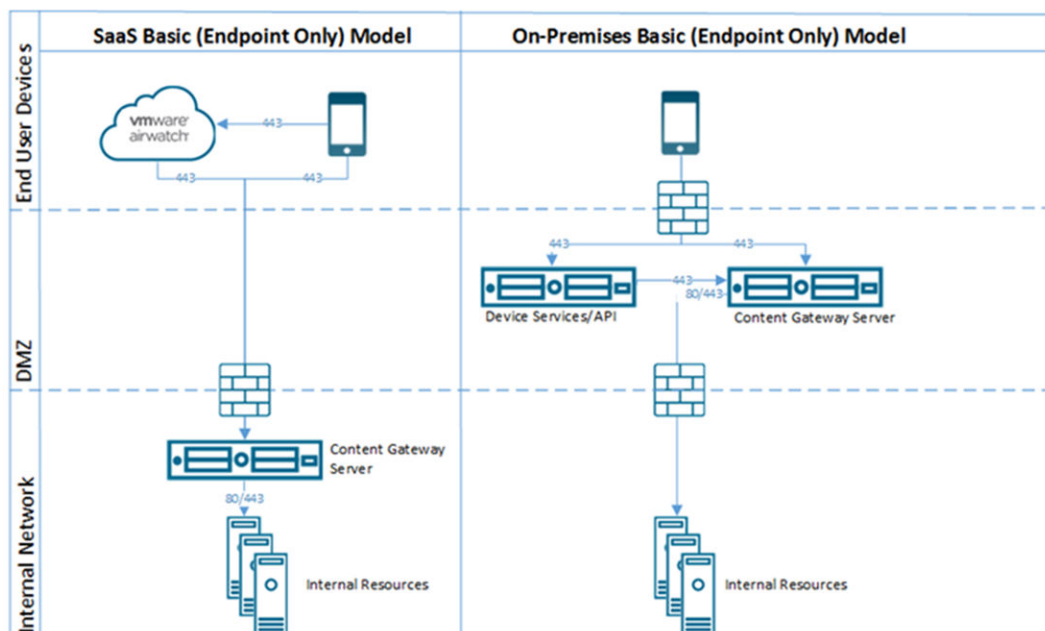 SaaS Basic (Endpoint Only) Model
On-Premises Basic (Endpoint Only) Model
End User Devices
vmware
airwatch
443
443
443
443
443
DMZ
443
80/443
Device Services/API
Content Gateway Server
Internal Network
Content Gateway
Server
80/443
Internal Resources
Internal Resources